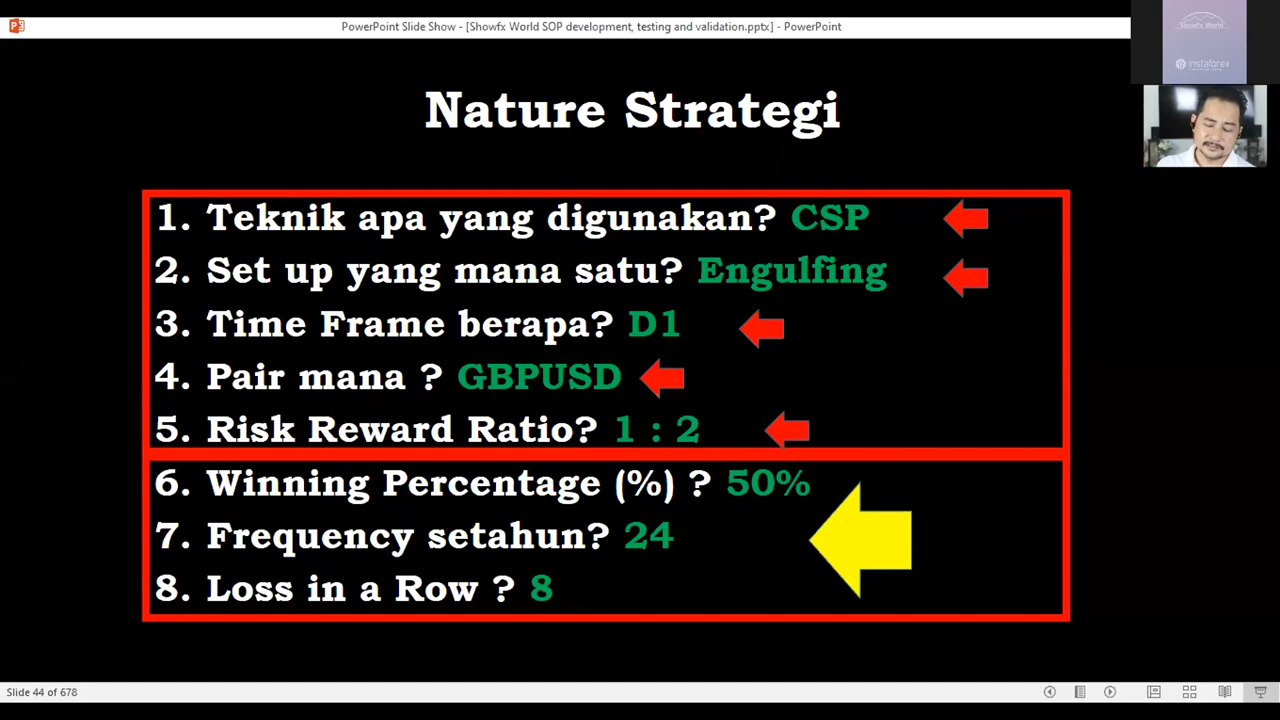 PowerPoint Slide Show - [Showfx World SOP development, testing and validation.pptx] - PowerPoint
Showfx World
instaforex
Nature Strategi
1. Teknik apa yang digunakan? CSP
2. Set up yang mana satu? Engulfing
3. Time Frame berapa? D1
4. Pair mana ? GBPUSD
5. Risk Reward Ratio? 1 : 2
6. Winning Percentage (%) ? 50%
7. Frequency setahun? 24
8. Loss in a Row ? 8
Slide 44 of 678